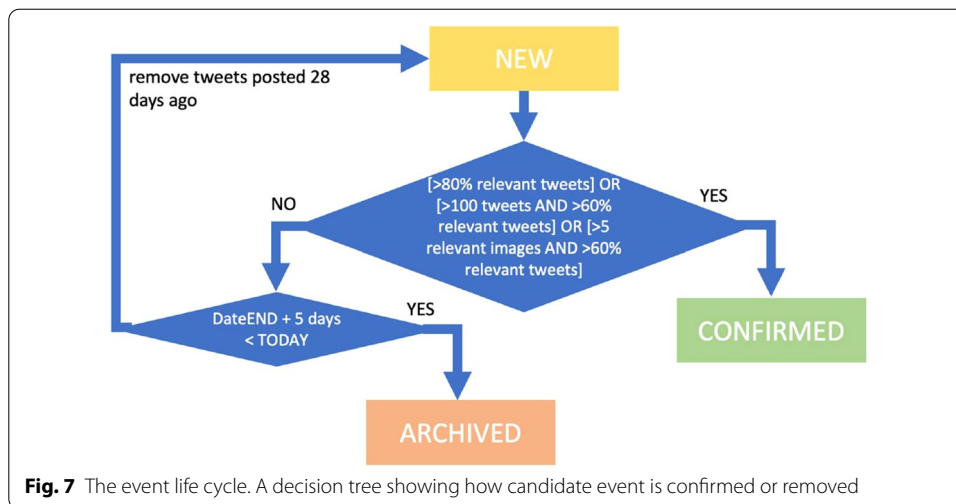 NEW
remove tweets posted 28
days ago
[>80% relevant tweets] OR
[>100 tweets AND >60%
relevant tweets] OR [>5
relevant images AND >60%
relevant tweets]
NO
YES
DateEND + 5 days
< TODAY
YES
CONFIRMED
ARCHIVED
Fig. 7 The event life cycle. A decision tree showing how candidate event is confirmed or removed